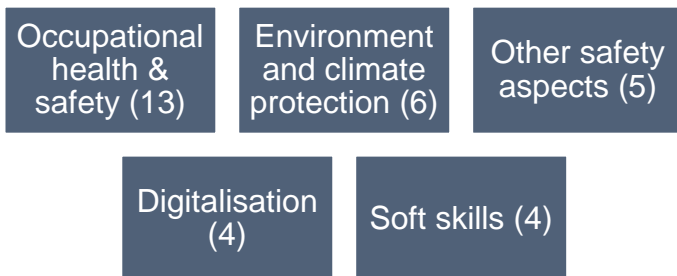 Occupational
health &
safety (13)
Environment
and climate
protection (6)
Other safety
aspects (5)
Digitalisation
(4)
Soft skills (4)